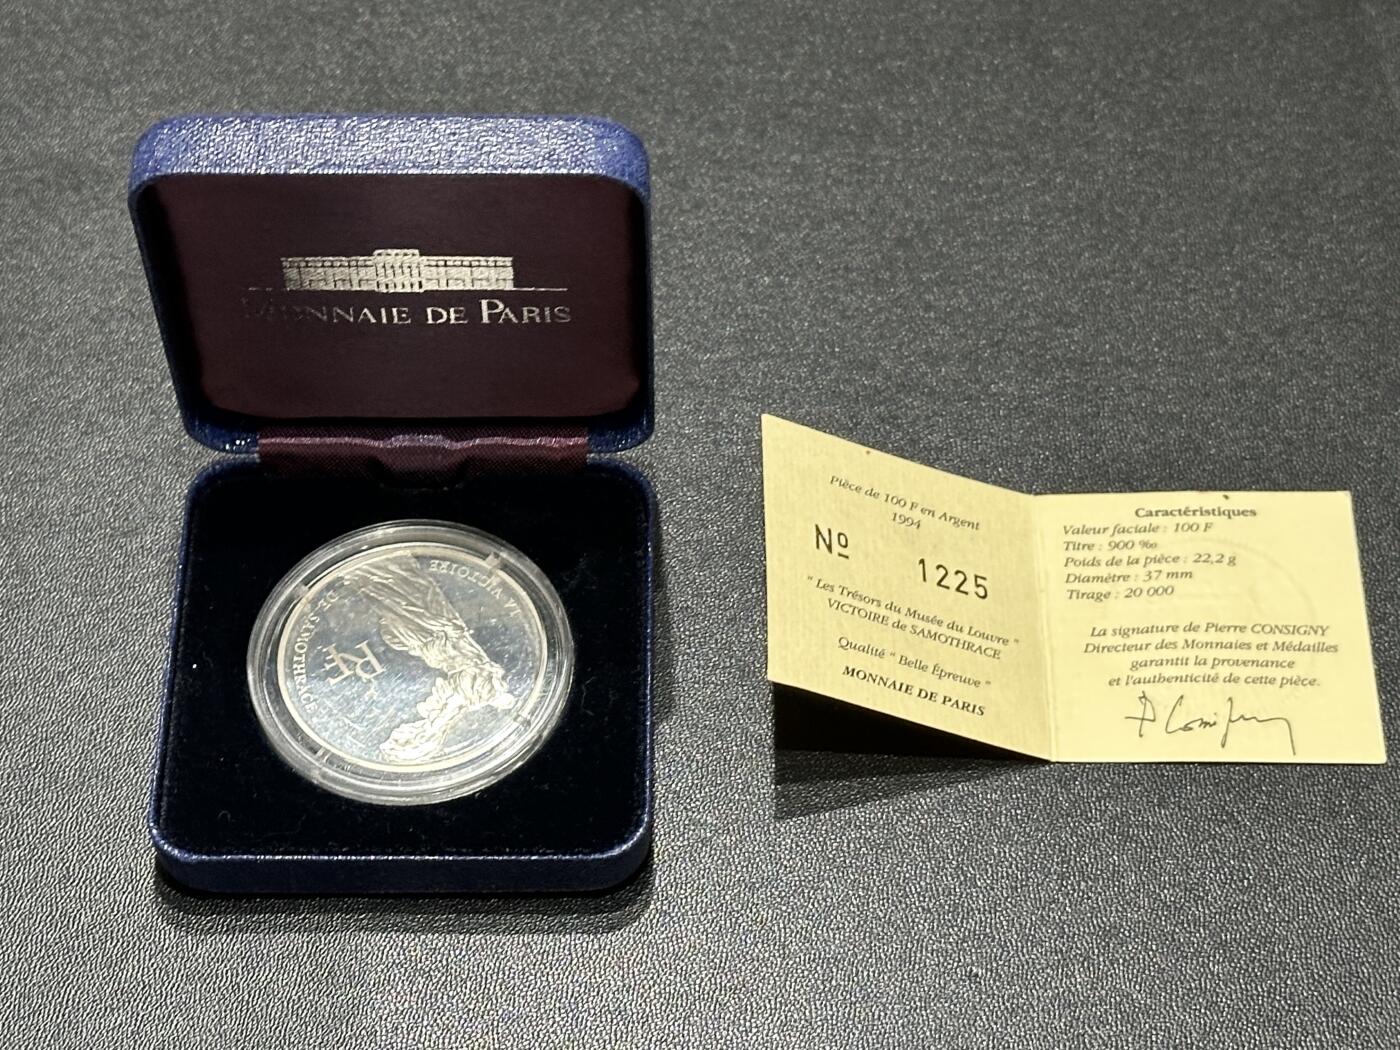 MONNAIE DE PARIS
LA VICTOIRE
DE SAMOTHRACE
RF
Pièce de 100 F en Argent
1994
Nº 1225
" Les Trésors du Musée du Louvre "
VICTOIRE de SAMOTHRACE
Qualité " Belle Épreuve "
MONNAIE DE PARIS
Caractéristiques
Valeur faciale : 100 F
Titre : 900 ‰
Poids de la pièce : 22,2 g
Diamètre : 37 mm
Tirage : 20 000
La signature de Pierre CONSIGNY
Directeur des Monnaies et Médailles
garantit la provenance
et l'authenticité de cette pièce.